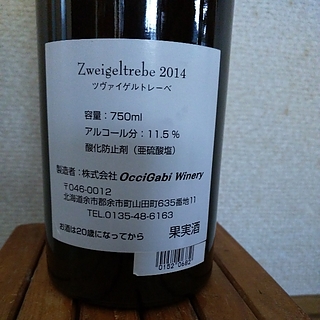 Zweigeltrebe 2014
ツヴァイゲルトレーベ
容量：750ml
アルコール分：11.5％
酸化防止剤（亜硫酸塩）
製造者：株式会社 OcciGabi Winery
〒046-0012
北海道余市郡余市町山田町635番地11
TEL.0135-48-6163
お酒は20歳になってから
果実酒